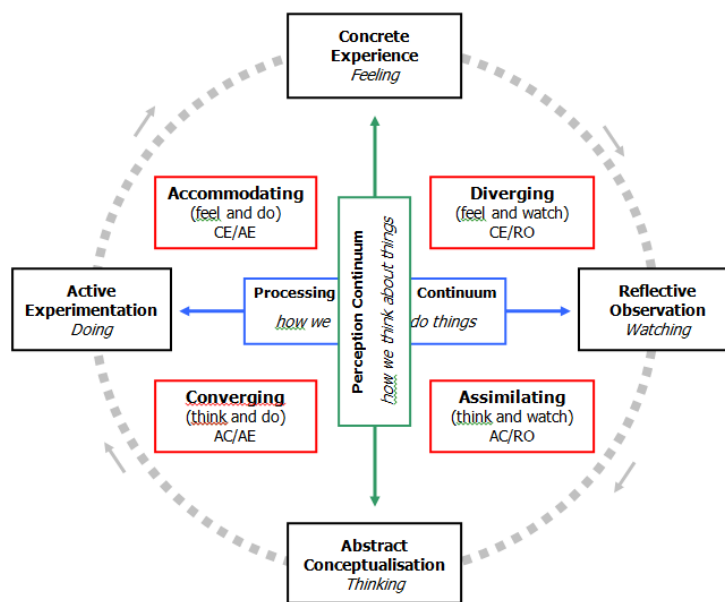 Concrete
Experience
Feeling
Accommodating
(feel and do)
CE/AE
Diverging
(feel and watch)
CE/RO
Active
Experimentation
Doing
Processing
how we
Perception Continuum
how we think about things
Continuum
do things
Reflective
Observation
Watching
Converging
(think and do)
AC/AE
Assimilating
(think and watch)
AC/RO
Abstract
Conceptualisation
Thinking